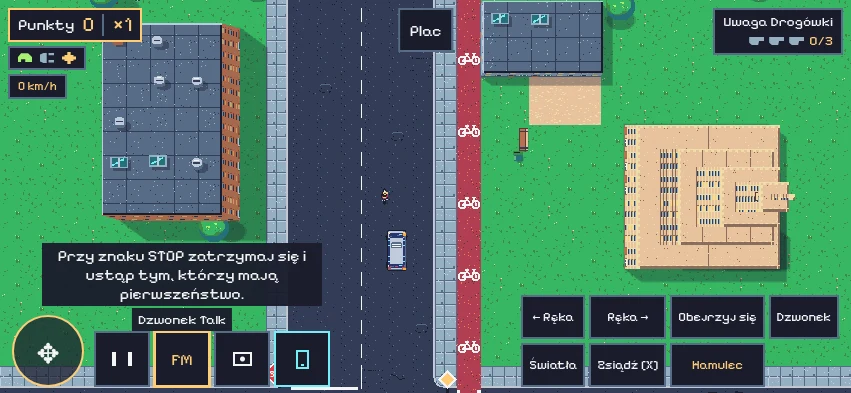 Punkty 0 x1
Plac
Uwaga Drogówki
0/3
0 km/h
Przy znaku STOP zatrzymaj się i
ustąp tym, którzy mają
pierwszeństwo.
Dzwonek Talk
FM
← Ręka
Ręka →
Obejrzyj się
Dzwonek
Światła
Zsiądź (X)
Hamulec